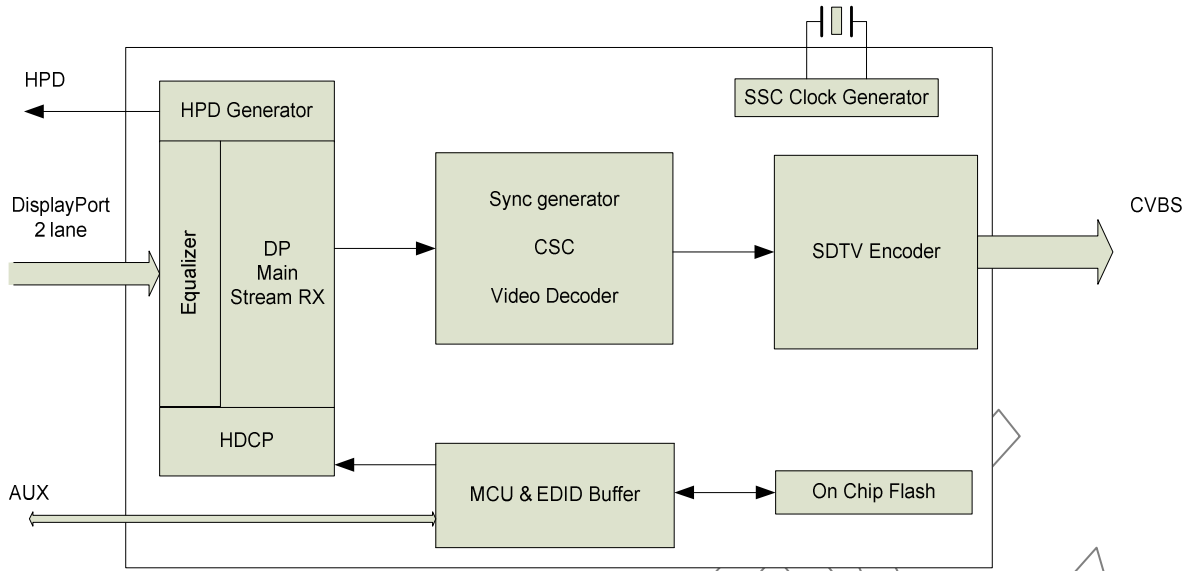 HPD
HPD Generator
SSC Clock Generator
DisplayPort
2 lane
Equalizer
DP
Main
Stream RX
Sync generator
CSC
Video Decoder
SDTV Encoder
CVBS
HDCP
AUX
MCU & EDID Buffer
On Chip Flash